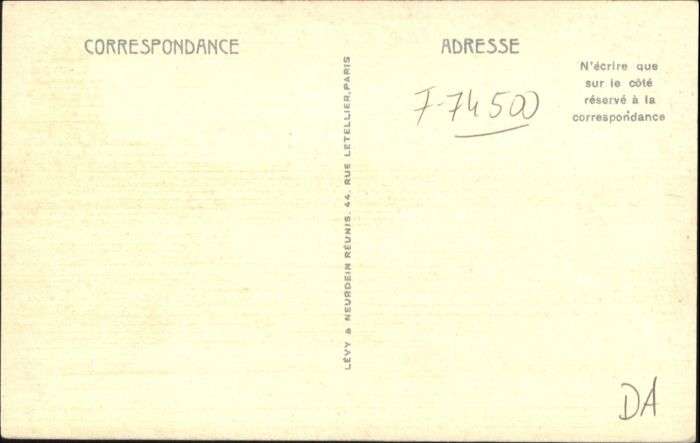 CORRESPONDANCE
ADRESSE
N'écrire que
sur le côté
réservé à la
correspondance
F-74500
LÉVY & NEURDEIN RÉUNIS, 44, RUE LETELLIER, PARIS
DA